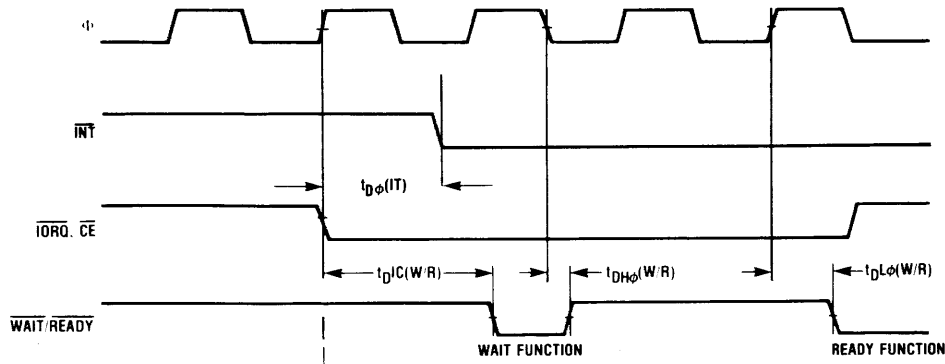 Φ
INT
tDφ(IT)
IORQ. CE
tDIC(W/R)
tDHφ(W/R)
tDLφ(W/R)
WAIT/READY
WAIT FUNCTION
READY FUNCTION